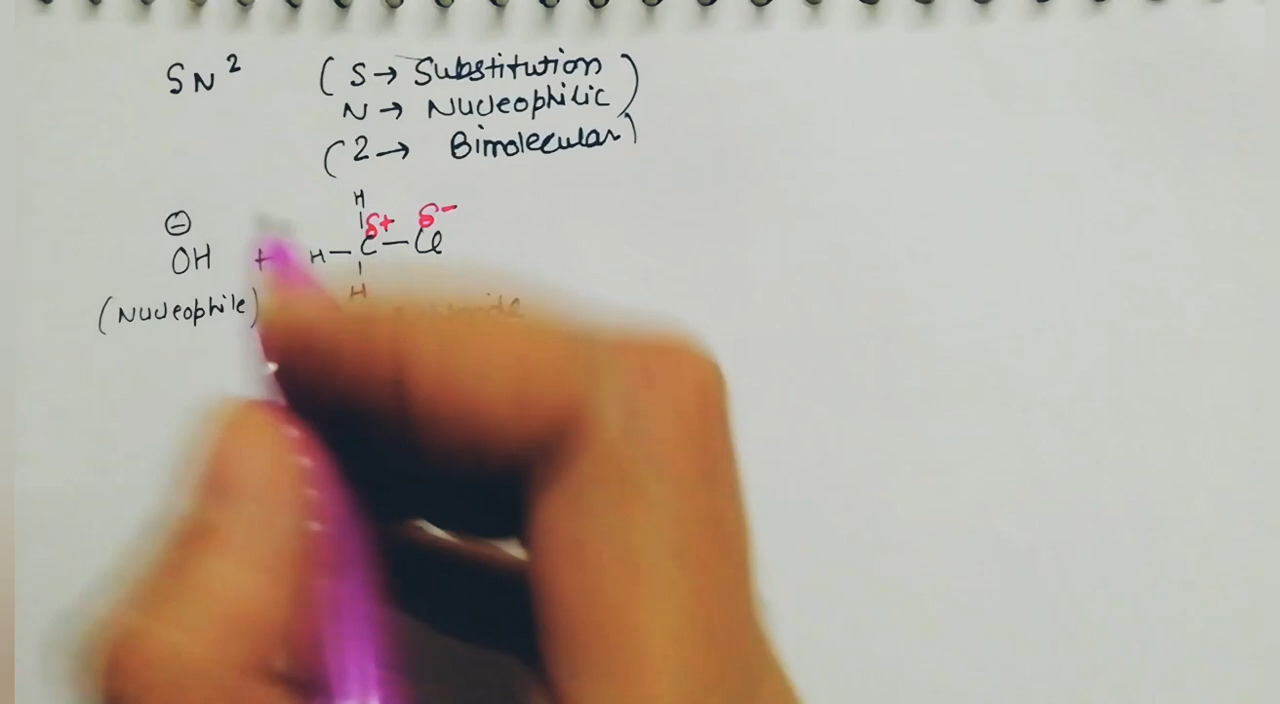 SN² (S→ Substitution
N→ Nucleophilic)
(2→ Bimolecular)
H
⊖ δ+ δ-
OH + H—C—Cl
(Nucleophile) H